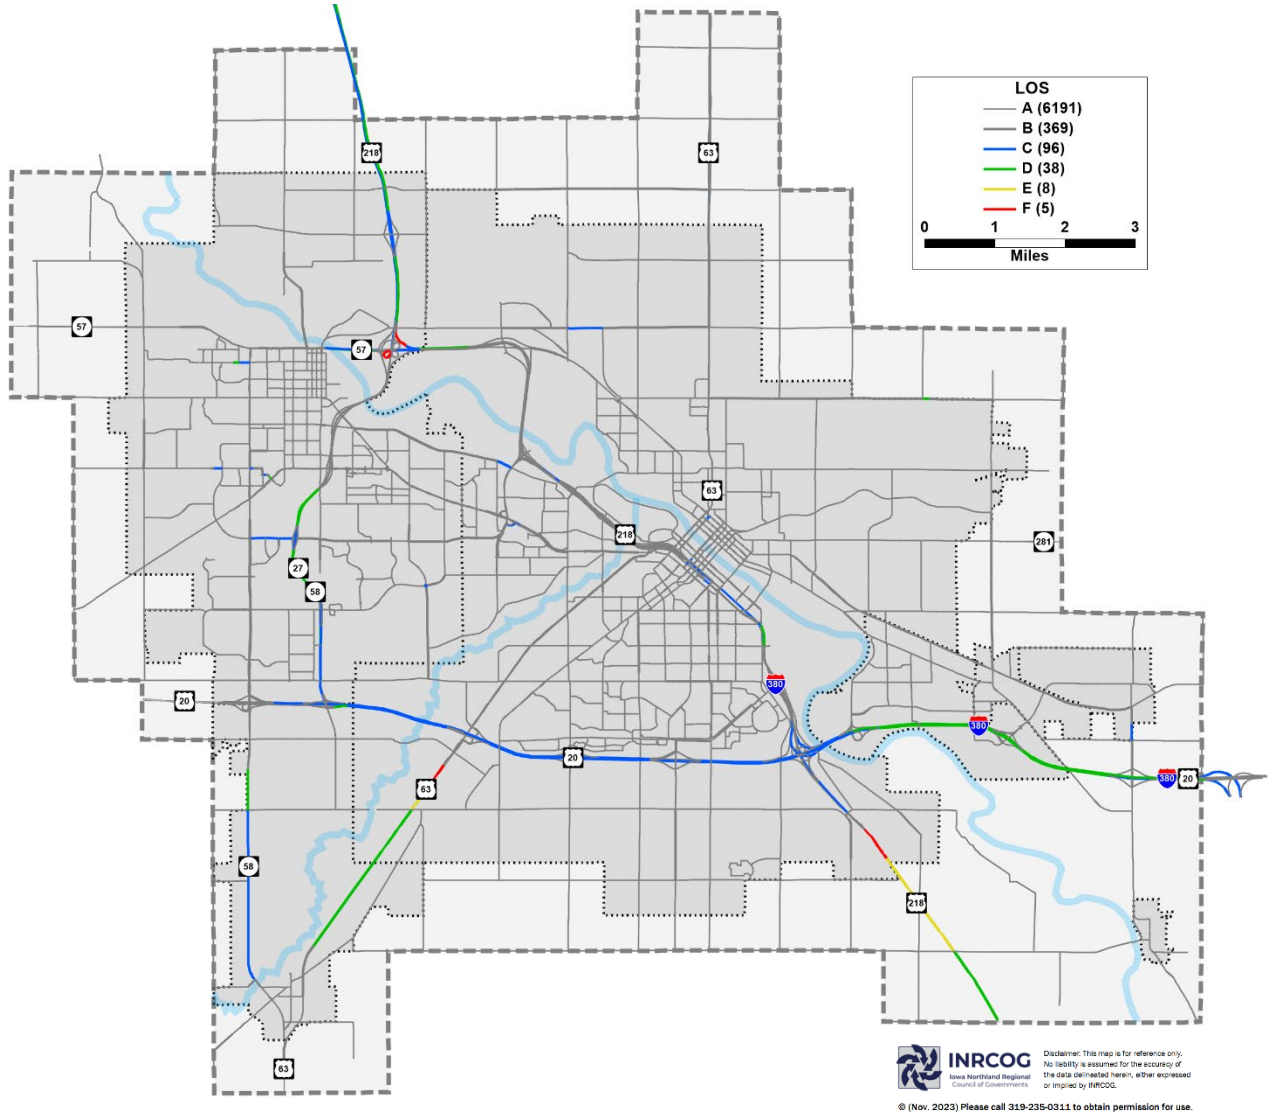 LOS
A (6191)
B (369)
C (96)
D (38)
E (8)
F (5)
0 1 2 3
Miles
218
63
57
57
63
218
281
27
58
380
20
380
20
63
380 20
58
218
63
INRCOG
Iowa Northland Regional
Council of Governments
Disclaimer: This map is for reference only.
No liability is assumed for the accuracy of
the data delineated herein, either expressed
or implied by INRCOG.
© (Nov. 2023) Please call 319-235-0311 to obtain permission for use.